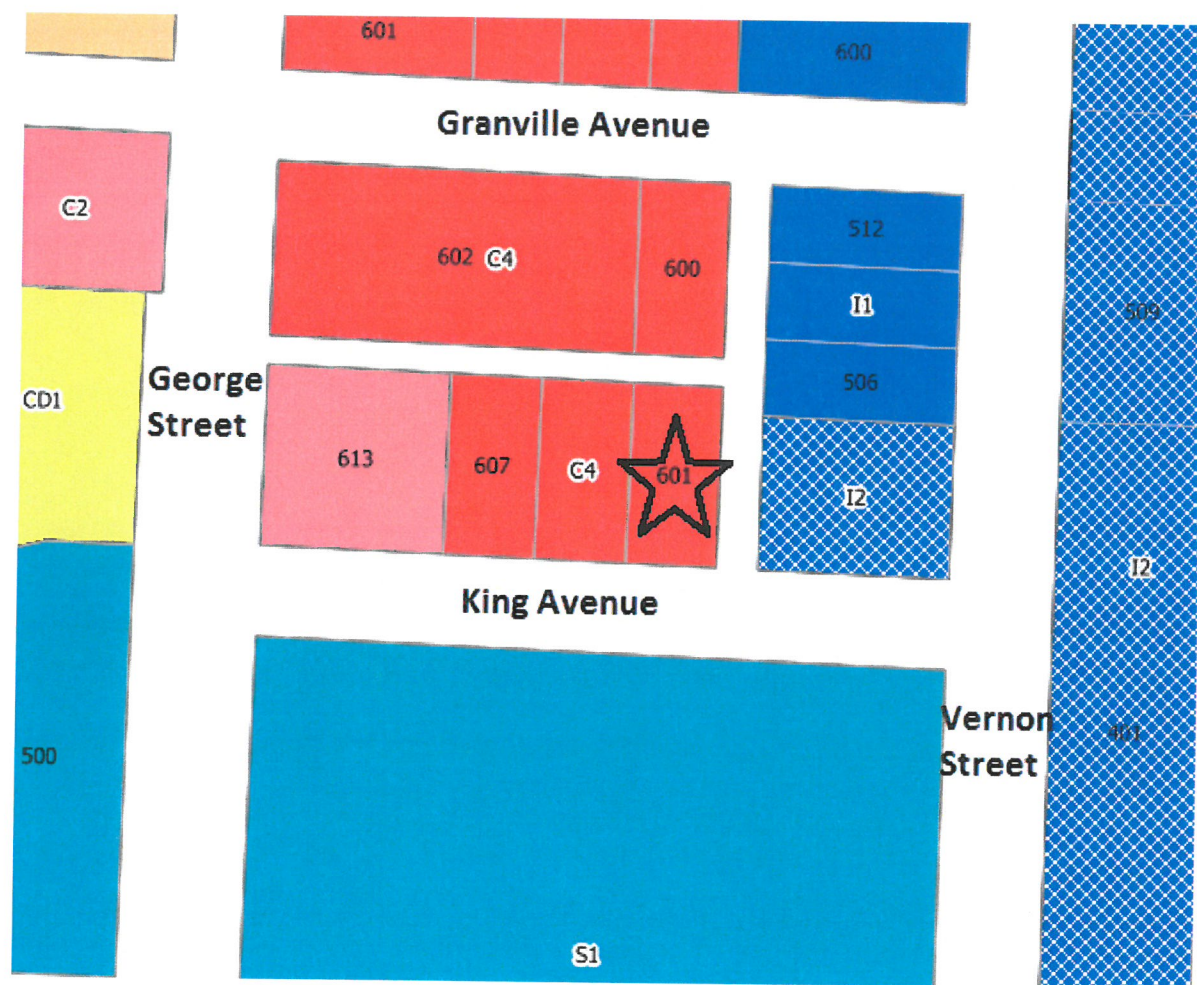 601
600
Granville Avenue
C2
602 C4
600
512
I1
509
506
CD1
George
Street
613
607
C4
601
I2
I2
King Avenue
Vernon
Street
401
500
S1